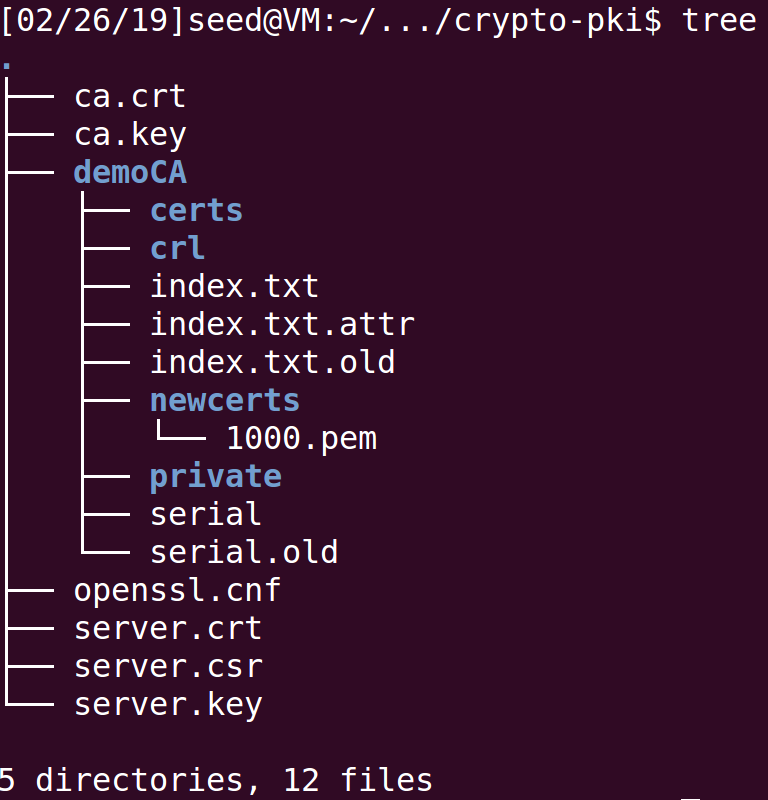 [02/26/19]seed@VM:~/.../crypto-pki$ tree
.
├── ca.crt
├── ca.key
├── demoCA
│   ├── certs
│   ├── crl
│   ├── index.txt
│   ├── index.txt.attr
│   ├── index.txt.old
│   ├── newcerts
│   │   └── 1000.pem
│   ├── private
│   ├── serial
│   └── serial.old
├── openssl.cnf
├── server.crt
├── server.csr
└── server.key

5 directories, 12 files